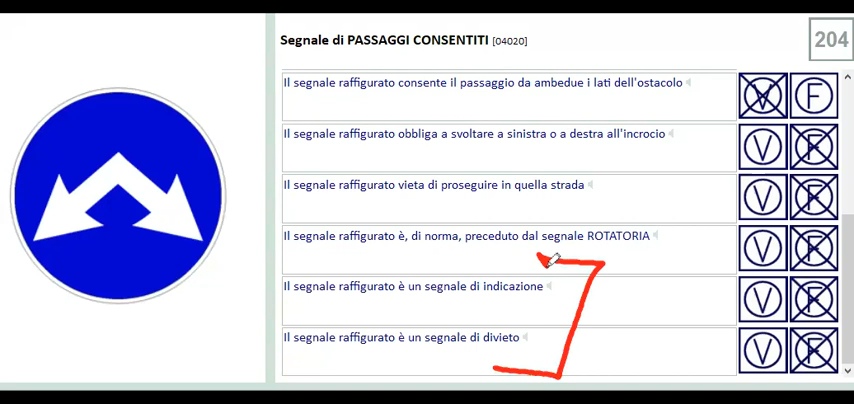 Segnale di PASSAGGI CONSENTITI [04020]
204
Il segnale raffigurato consente il passaggio da ambedue i lati dell'ostacolo
V F
Il segnale raffigurato obbliga a svoltare a sinistra o a destra all'incrocio
V F
Il segnale raffigurato vieta di proseguire in quella strada
V F
Il segnale raffigurato è, di norma, preceduto dal segnale ROTATORIA
V F
Il segnale raffigurato è un segnale di indicazione
V F
Il segnale raffigurato è un segnale di divieto
V F